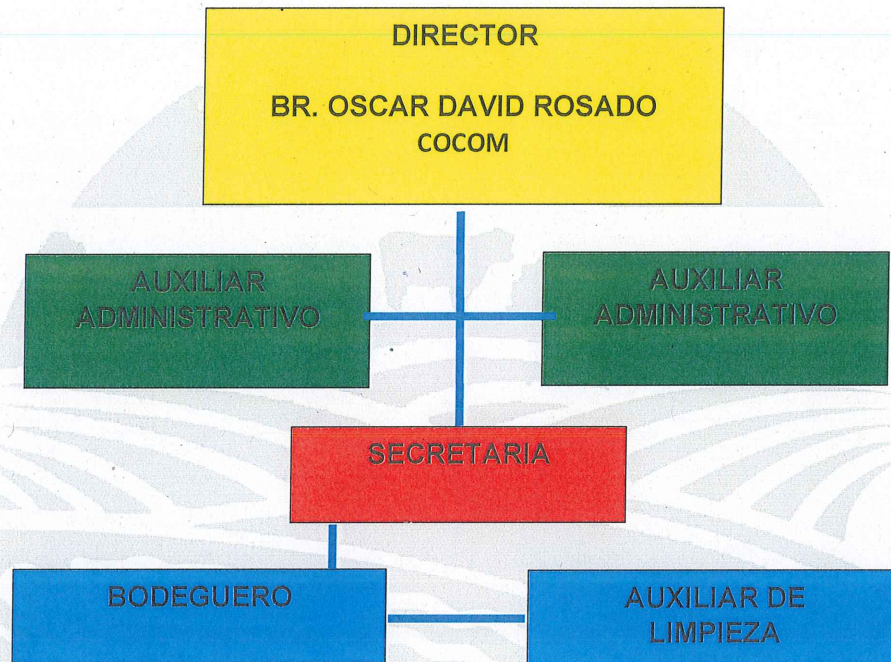 DIRECTOR
BR. OSCAR DAVID ROSADO
COCOM
AUXILIAR
ADMINISTRATIVO
AUXILIAR
ADMINISTRATIVO
SECRETARIA
BODEGUERO
AUXILIAR DE
LIMPIEZA